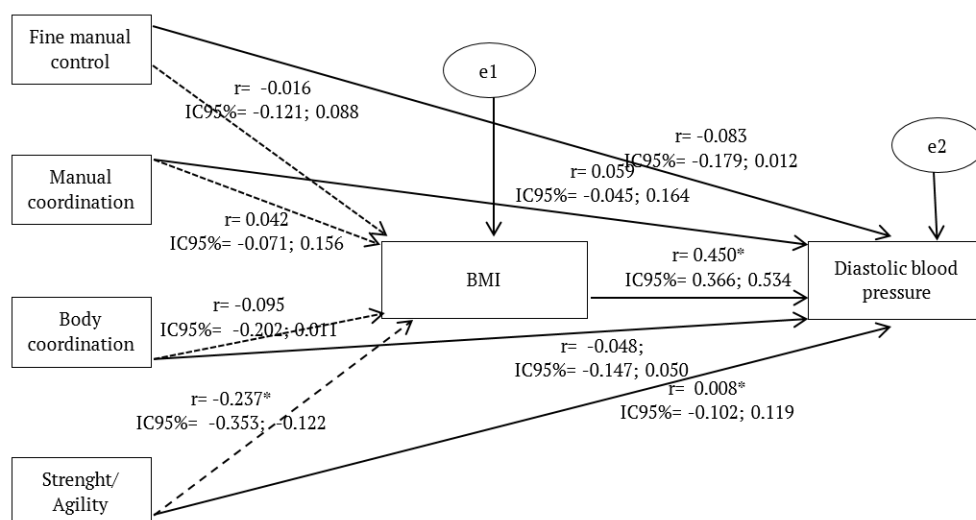 Fine manual
control
e1
r=  -0.016
IC95%= -0.121; 0.088
r= -0.083
IC95%= -0.179; 0.012
e2
Manual
coordination
r= 0.059
IC95%= -0.045; 0.164
r= 0.042
IC95%= -0.071; 0.156
BMI
r= 0.450*
IC95%= 0.366; 0.534
Diastolic blood
pressure
Body
coordination
r= -0.095
IC95%=  -0.202; 0.011
r=  -0.048;
IC95%= -0.147; 0.050
r= -0.237*
IC95%=  -0.353; -0.122
r=  0.008*
IC95%= -0.102; 0.119
Strenght/
Agility